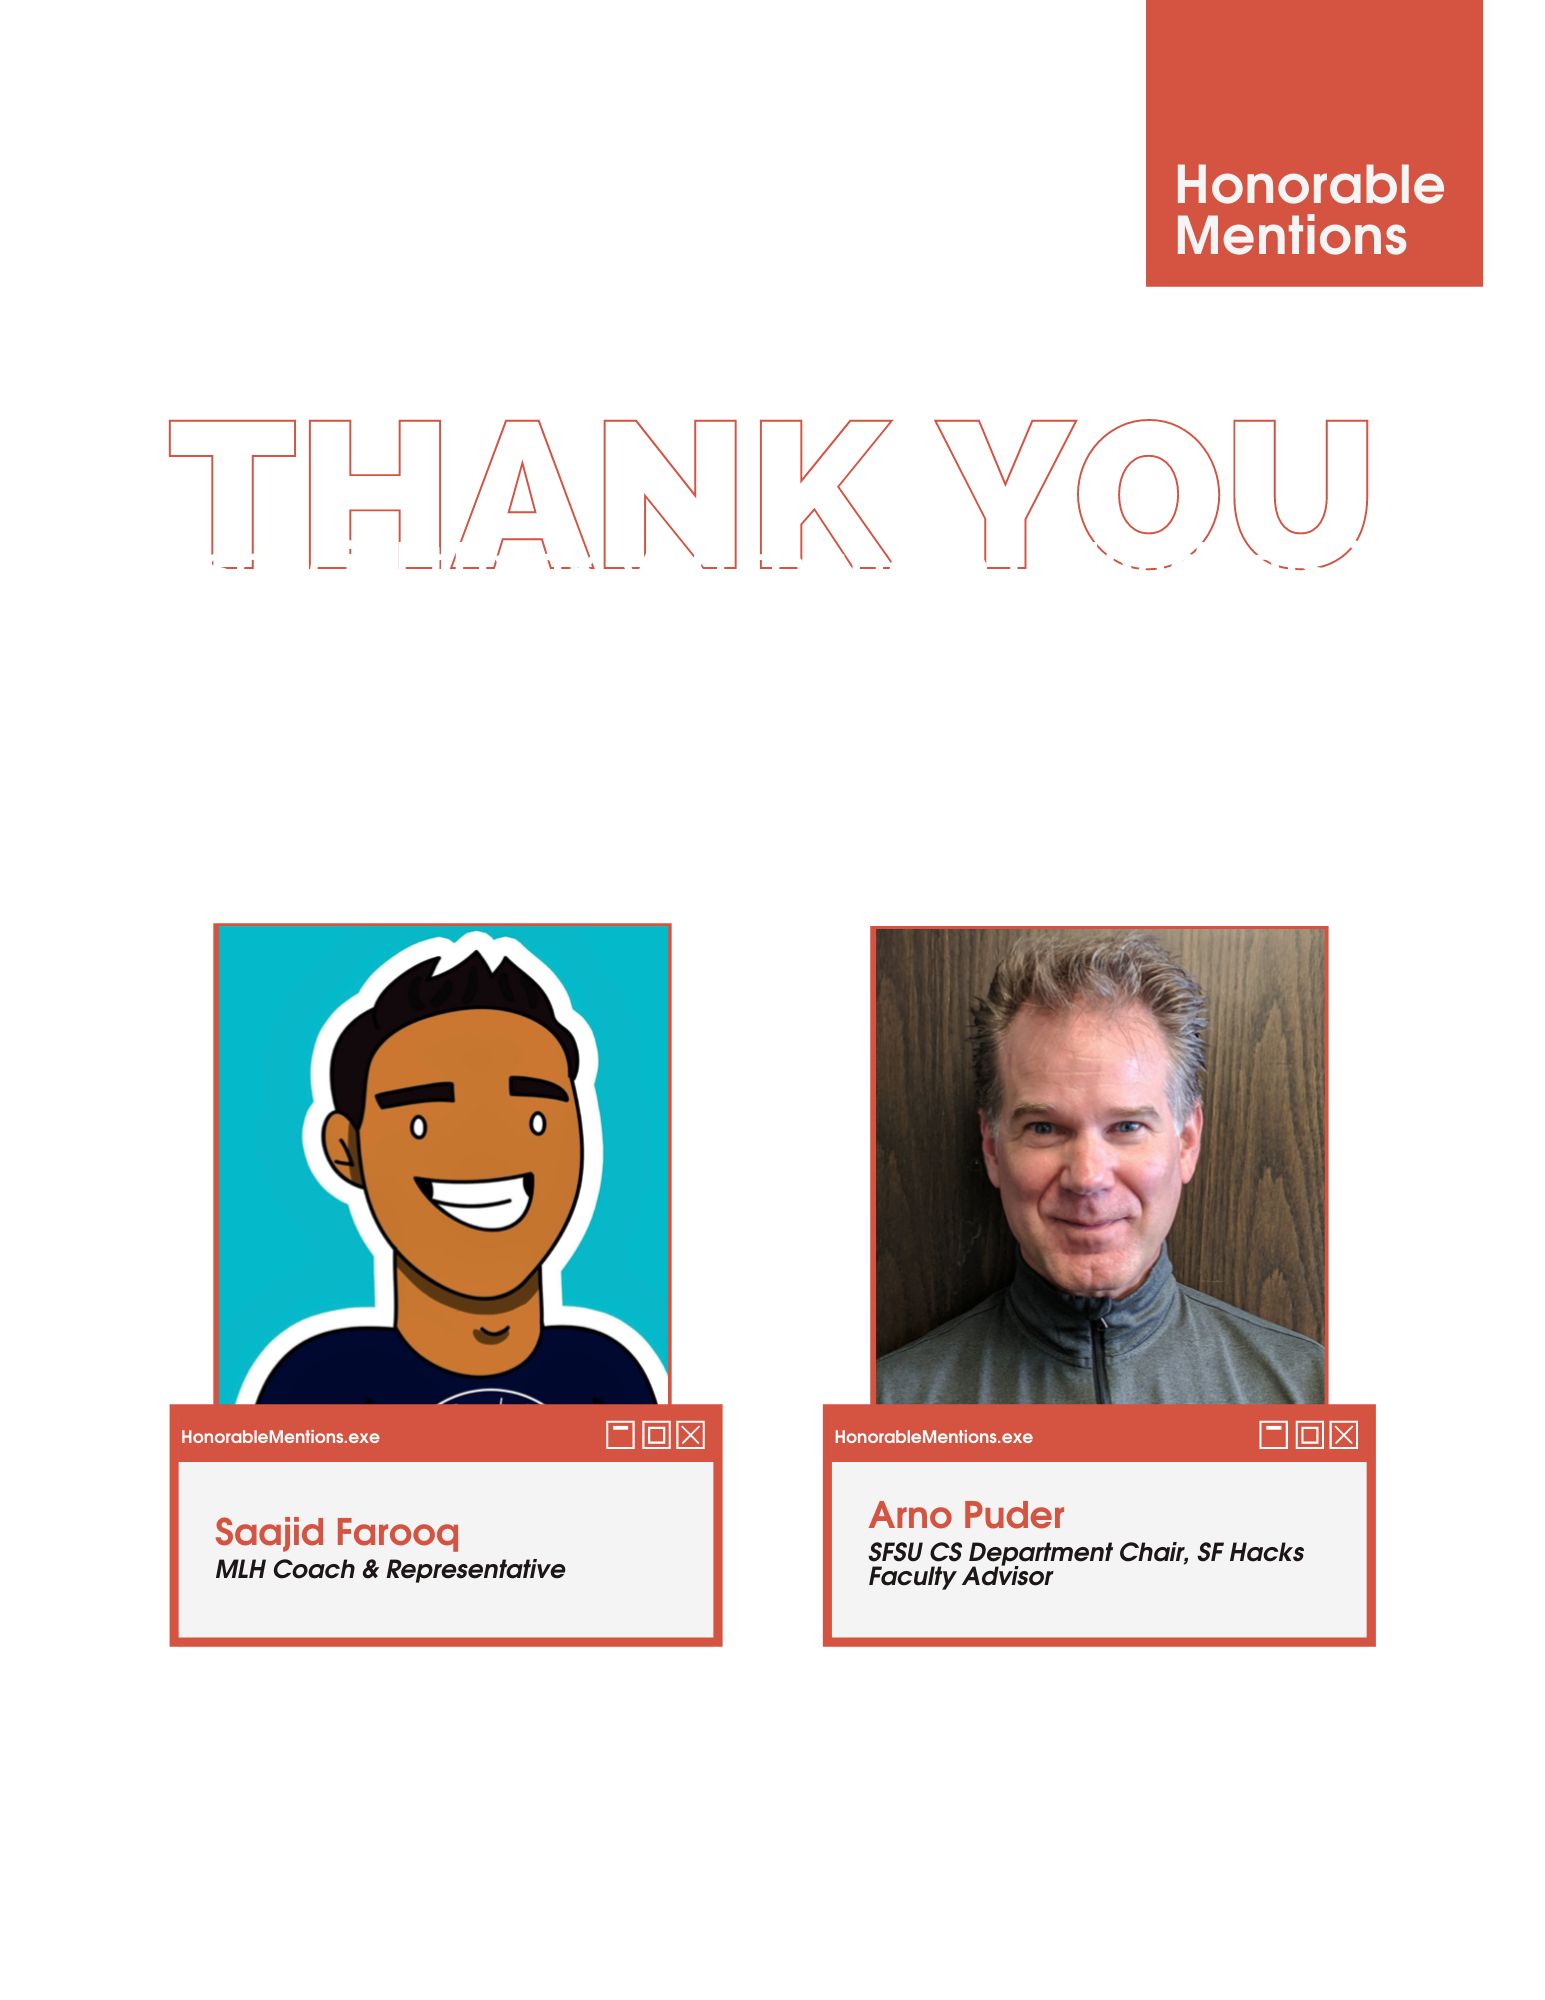 Honorable
Mentions
THANK YOU
HonorableMentions.exe
Saajid Farooq
MLH Coach & Representative
HonorableMentions.exe
Arno Puder
SFSU CS Department Chair, SF Hacks
Faculty Advisor